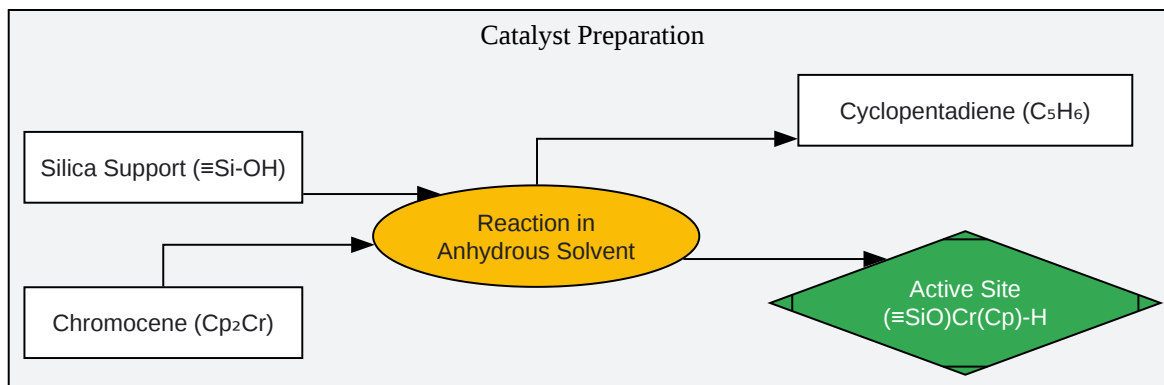 Catalyst Preparation
Cyclopentadiene (C₅H₆)
Silica Support (≡Si-OH)
Reaction in
Anhydrous Solvent
Chromocene (Cp₂Cr)
Active Site
(≡SiO)Cr(Cp)-H